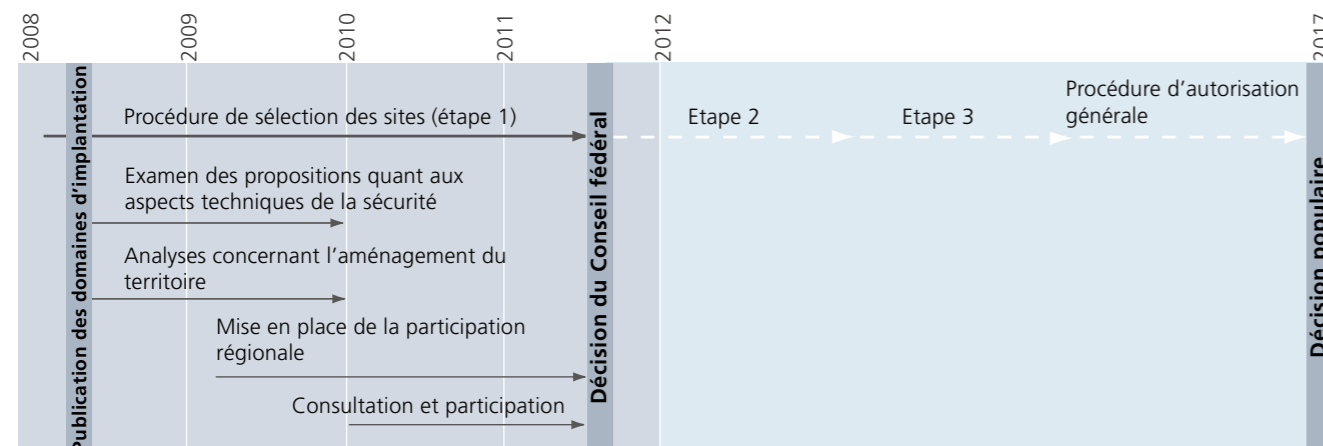 2008
2009
2010
2011
2012
2017
Publication des domaines d'implantation
Procédure de sélection des sites (étape 1)
Examen des propositions quant aux
aspects techniques de la sécurité
Analyses concernant l'aménagement du
territoire
Mise en place de la participation
régionale
Consultation et participation
Décision du Conseil fédéral
Etape 2
Etape 3
Procédure d'autorisation
générale
Décision populaire